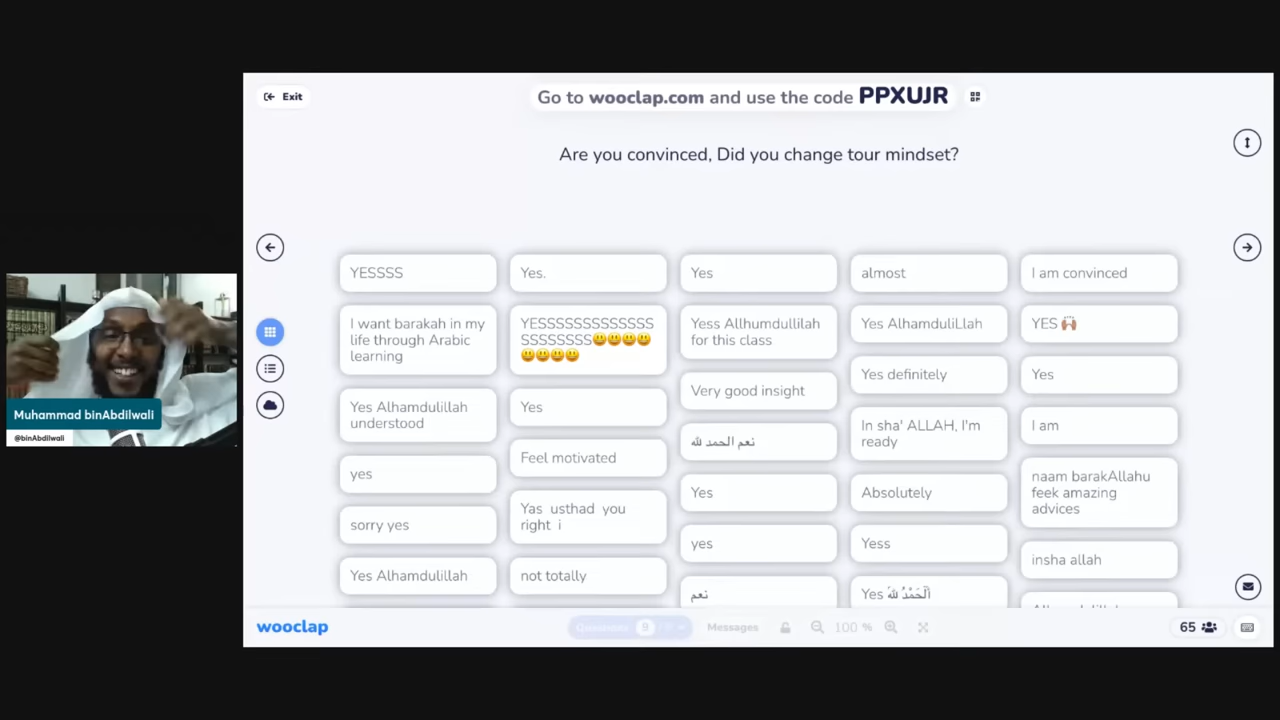 Exit
Go to wooclap.com and use the code PPXUJR
Are you convinced, Did you change tour mindset?
YESSSS
I want barakah in my
life through Arabic
learning
Yes Alhamdulillah
understood
yes
sorry yes
Yes Alhamdulillah
Yes.
YESSSSSSSSSSSSS
SSSSSSSSS😃😃😃😃
😃😃😃😃
Yes
Feel motivated
Yas usthad you
right i
not totally
Yes
Yess Allhumdullilah
for this class
Very good insight
نعم الحمد لله
Yes
yes
نعم
almost
Yes AlhamduliLlah
Yes definitely
In sha' ALLAH, I'm
ready
Absolutely
Yess
Yes اَلْحَمْدُ لِلّٰهِ
I am convinced
YES 🙌🏽
Yes
I am
naam barakAllahu
feek amazing
advices
insha allah
Muhammad binAbdilwali
@binAbdilwali
wooclap
9
Messages
100 %
65